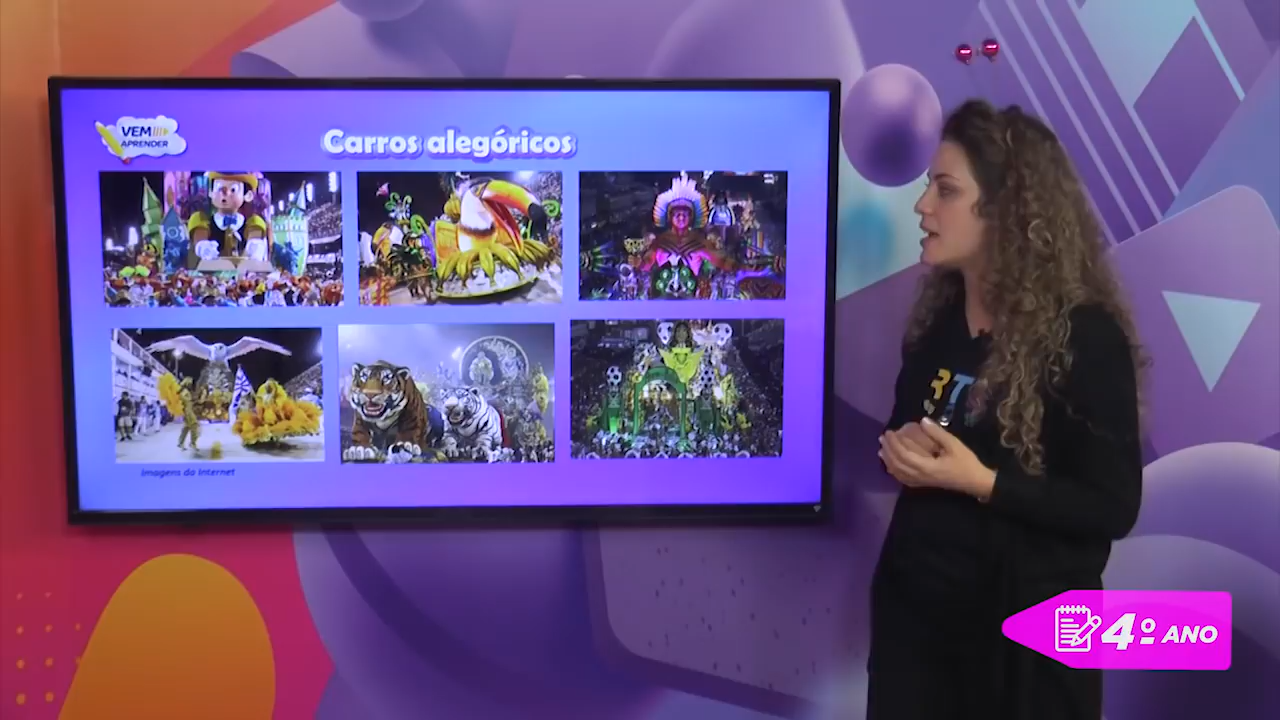 VEM
APRENDER
Carros alegóricos
Imagens da Internet
4º ANO